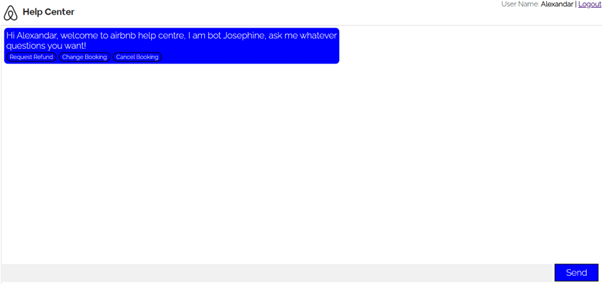 Help Center
User Name: Alexandar | Logout
Hi Alexandar, welcome to airbnb help centre, I am bot Josephine, ask me whatever
questions you want!
Request Refund Change Booking Cancel Booking
Send